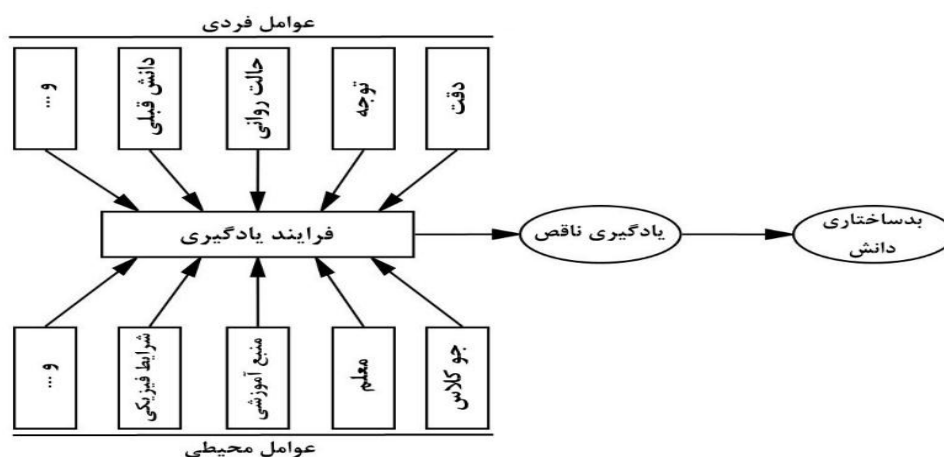 عوامل فردی
دقت
توجه
حالت روانی
دانش قبلی
و ...
فرایند یادگیری
یادگیری ناقص
بدساختاری
دانش
جو کلاس
معلم
منبع آموزشی
شرایط فیزیکی
و ...
عوامل محیطی